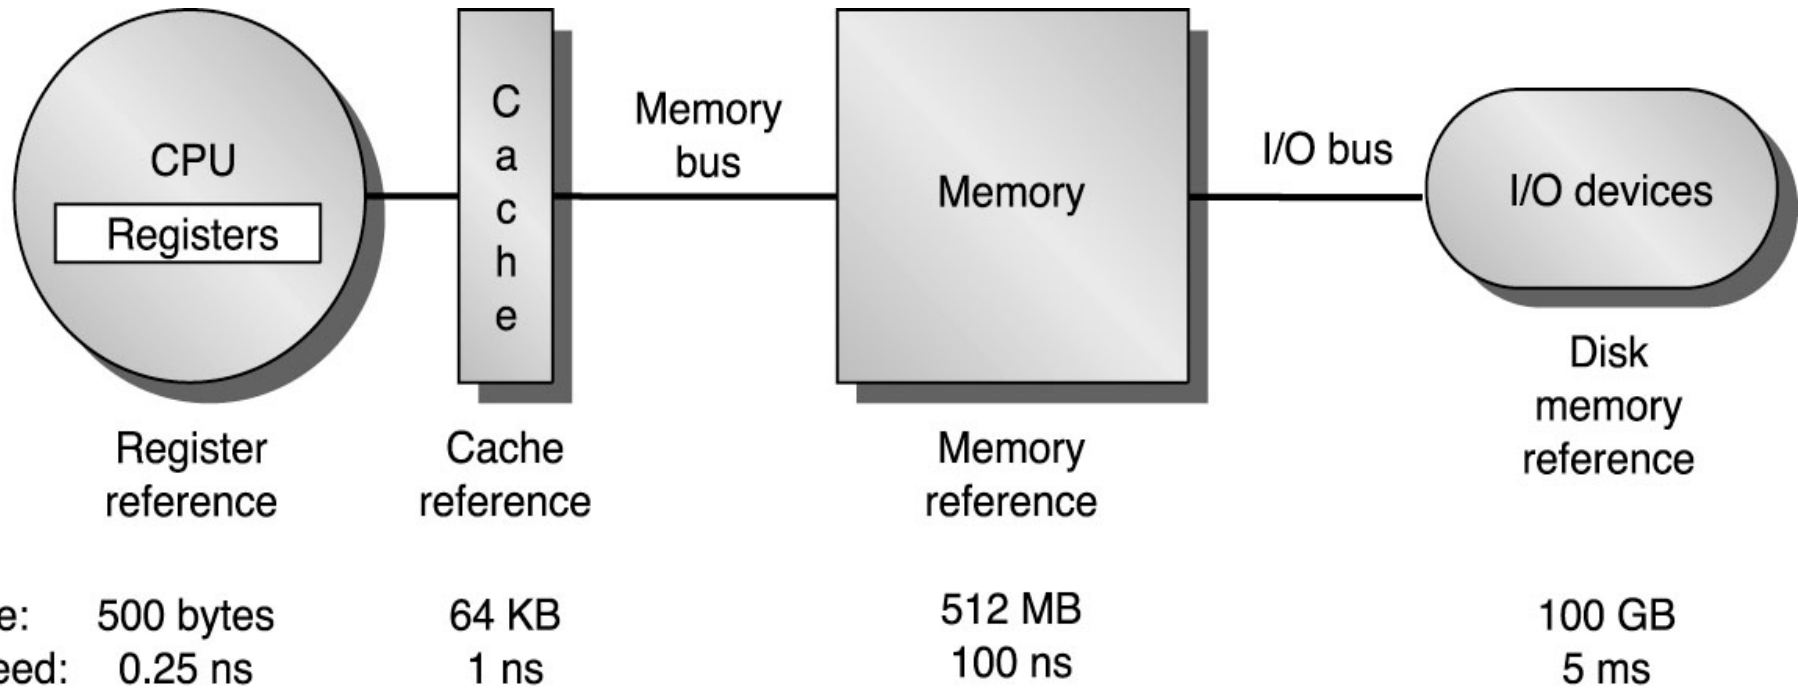 CPU
Registers
C
a
c
h
e
Memory
bus
Memory
I/O bus
I/O devices
Register
reference
Cache
reference
Memory
reference
Disk
memory
reference
e: 500 bytes 64 KB 512 MB 100 GB
eed: 0.25 ns 1 ns 100 ns 5 ms